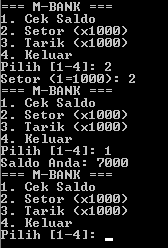 === M-BANK ===
1. Cek Saldo
2. Setor (x1000)
3. Tarik (x1000)
4. Keluar
Pilih [1-4]: 2
Setor (1=1000): 2
=== M-BANK ===
1. Cek Saldo
2. Setor (x1000)
3. Tarik (x1000)
4. Keluar
Pilih [1-4]: 1
Saldo Anda: 7000
=== M-BANK ===
1. Cek Saldo
2. Setor (x1000)
3. Tarik (x1000)
4. Keluar
Pilih [1-4]: